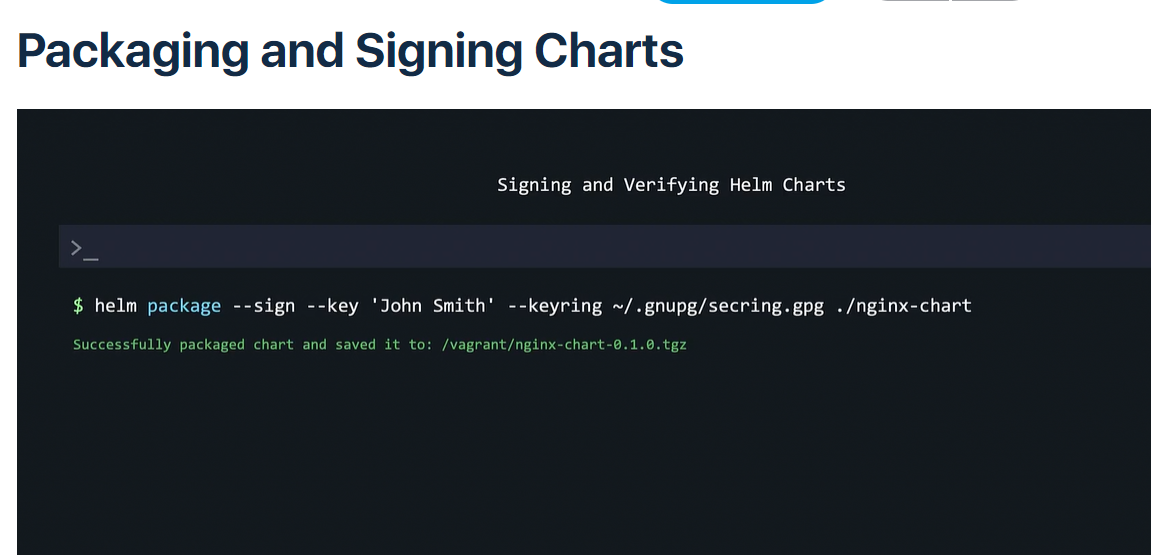 Packaging and Signing Charts
Signing and Verifying Helm Charts
>_
$ helm package --sign --key 'John Smith' --keyring ~/.gnupg/secring.gpg ./nginx-chart
Successfully packaged chart and saved it to: /vagrant/nginx-chart-0.1.0.tgz